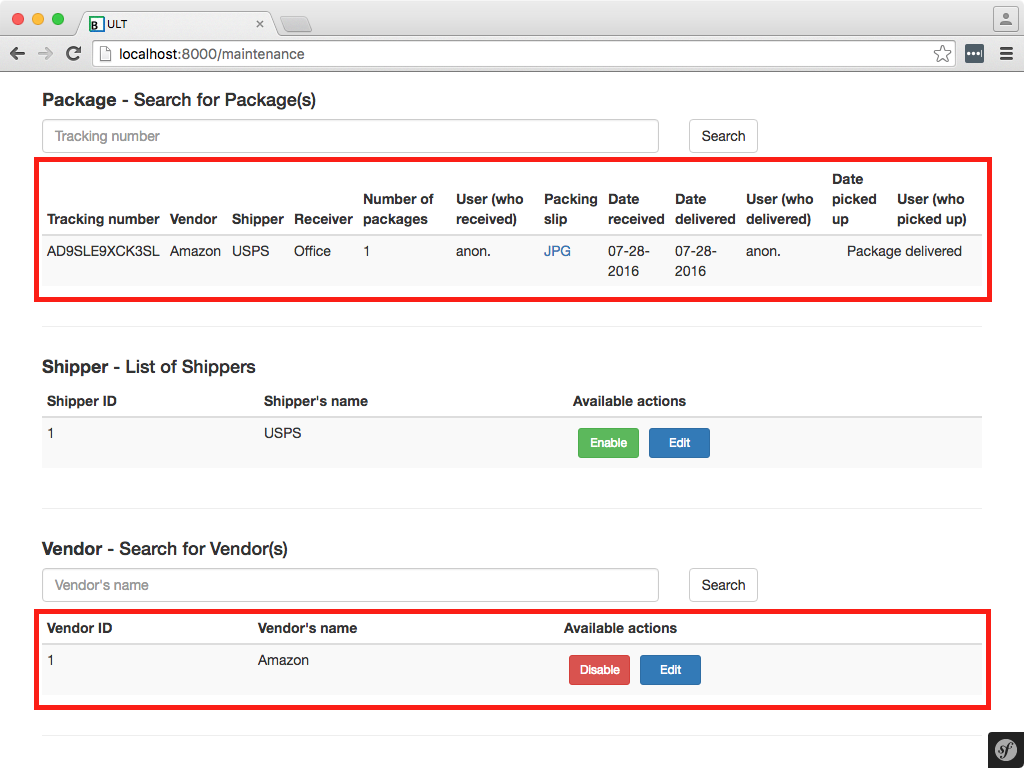 B ULT
localhost:8000/maintenance
Package - Search for Package(s)
Tracking number Search
Tracking number Vendor Shipper Receiver Number of packages User (who received) Packing slip Date received Date delivered User (who delivered) Date picked up User (who picked up)
AD9SLE9XCK3SL Amazon USPS Office 1 anon. JPG 07-28-2016 07-28-2016 anon. Package delivered
Shipper - List of Shippers
Shipper ID Shipper's name Available actions
1 USPS Enable Edit
Vendor - Search for Vendor(s)
Vendor's name Search
Vendor ID Vendor's name Available actions
1 Amazon Disable Edit
sf